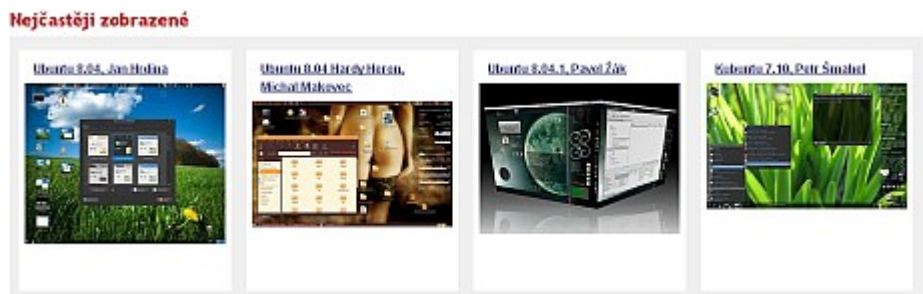 Nejčastěji zobrazené
Ubuntu 8.04, Jan Hrdina
Ubuntu 8.04 Hardy Heron,
Michal Makovec
Ubuntu 8.04.1, Pavel Žák
Kubuntu 7.10, Petr Šmahel